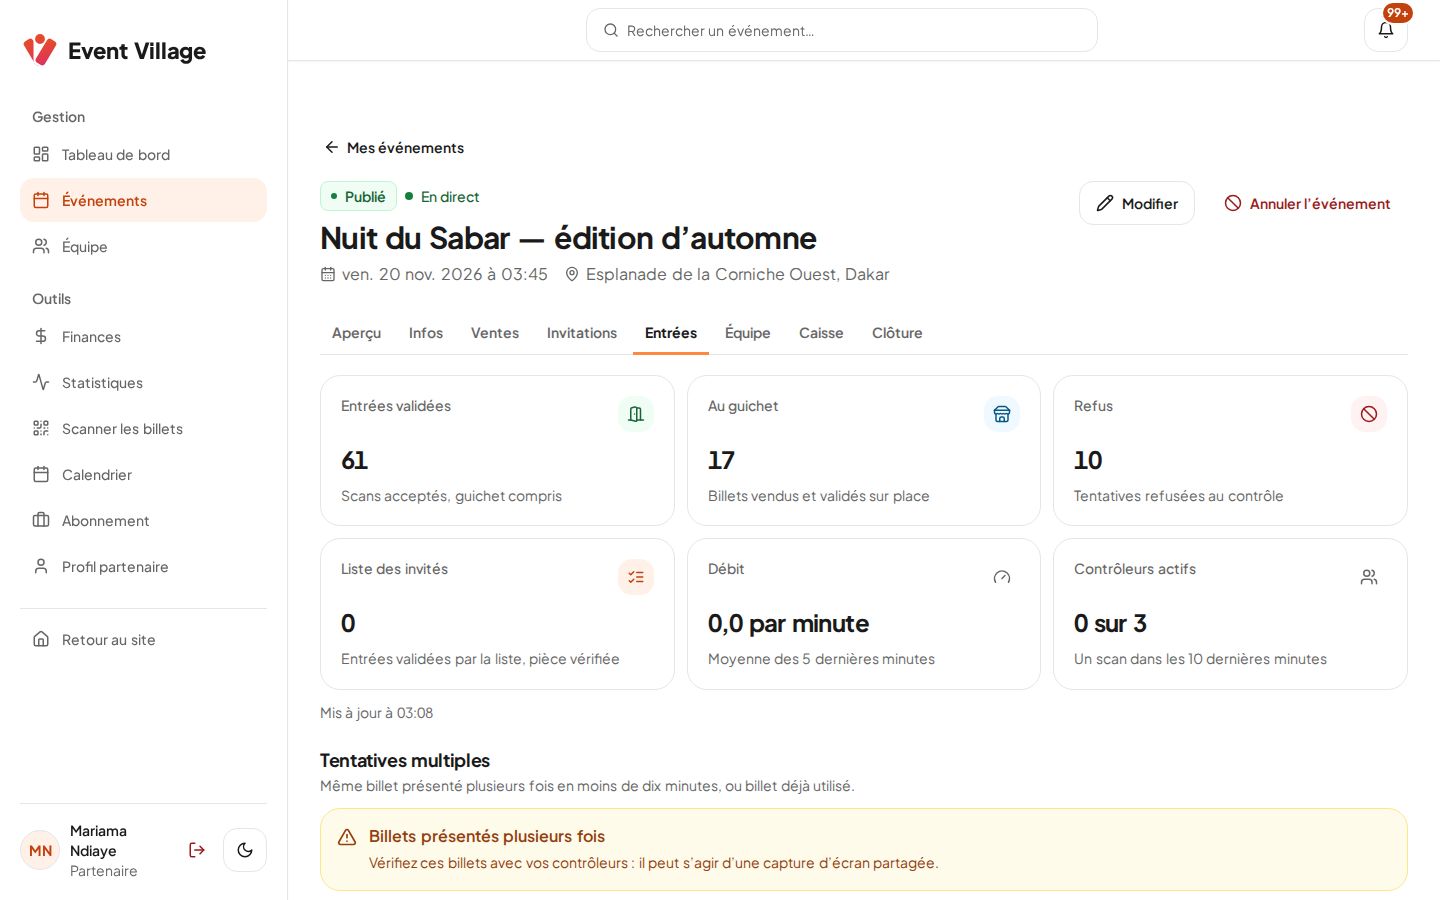 Event Village
Rechercher un événement…
99+
Gestion
Tableau de bord
Événements
Équipe
Outils
Finances
Statistiques
Scanner les billets
Calendrier
Abonnement
Profil partenaire
Retour au site
MN
Mariama
Ndiaye
Partenaire
Mes événements
Publié
En direct
Modifier
Annuler l’événement
Nuit du Sabar — édition d’automne
ven. 20 nov. 2026 à 03:45
Esplanade de la Corniche Ouest, Dakar
Aperçu
Infos
Ventes
Invitations
Entrées
Équipe
Caisse
Clôture
Entrées validées
61
Scans acceptés, guichet compris
Au guichet
17
Billets vendus et validés sur place
Refus
10
Tentatives refusées au contrôle
Liste des invités
0
Entrées validées par la liste, pièce vérifiée
Débit
0,0 par minute
Moyenne des 5 dernières minutes
Contrôleurs actifs
0 sur 3
Un scan dans les 10 dernières minutes
Mis à jour à 03:08
Tentatives multiples
Même billet présenté plusieurs fois en moins de dix minutes, ou billet déjà utilisé.
Billets présentés plusieurs fois
Vérifiez ces billets avec vos contrôleurs : il peut s’agir d’une capture d’écran partagée.